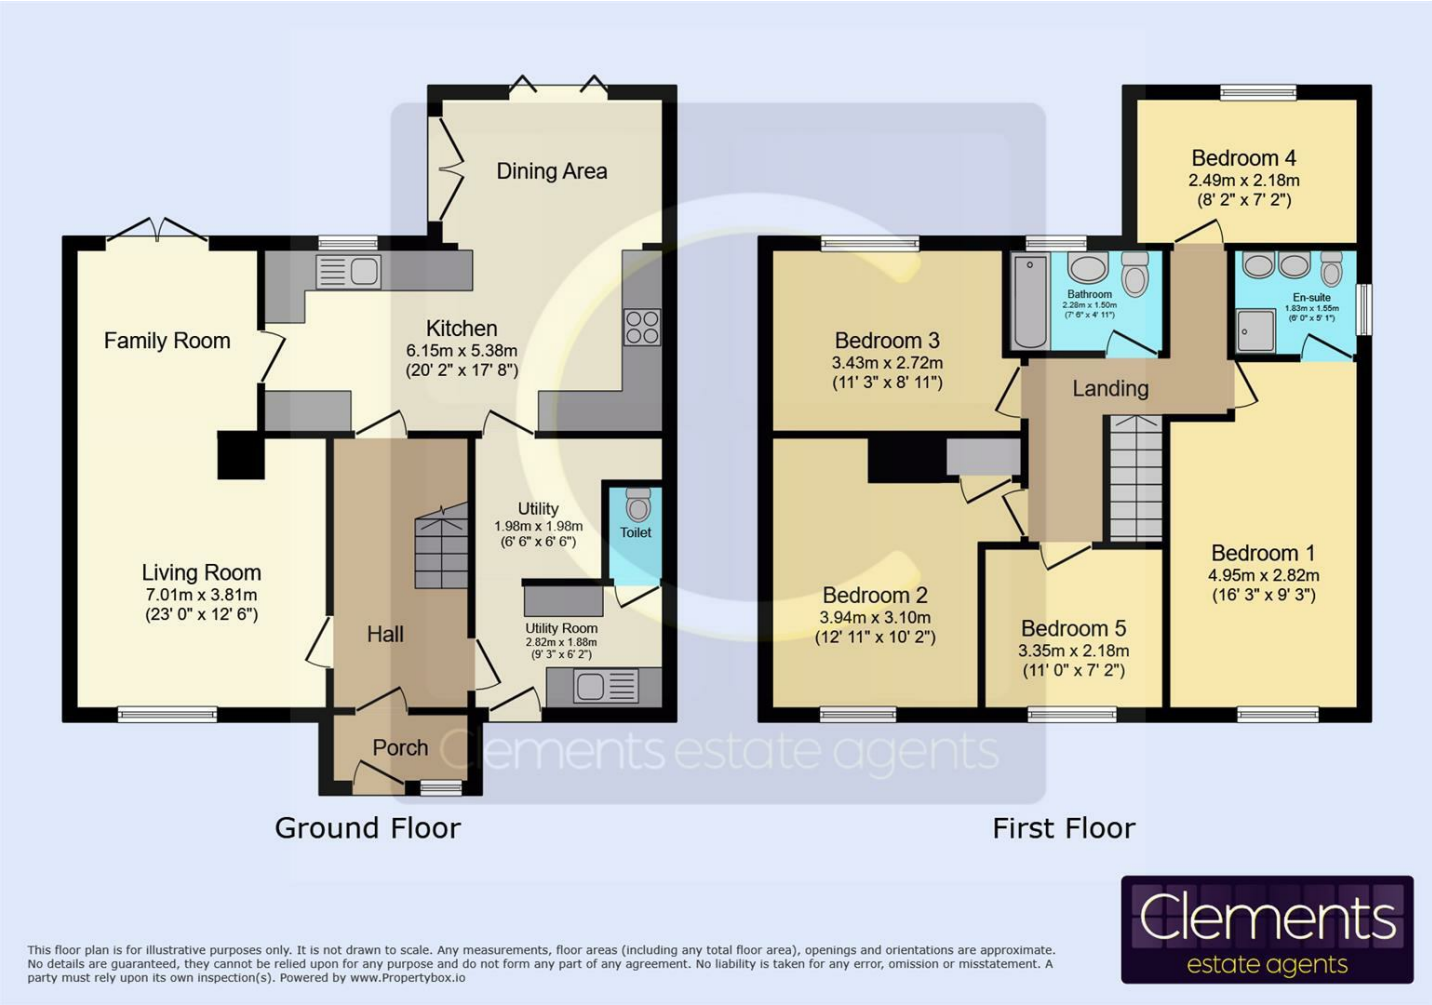 Dining Area
Family Room
Kitchen
6.15m x 5.38m
(20' 2" x 17' 8")
Living Room
7.01m x 3.81m
(23' 0" x 12' 6")
Hall
Utility
1.98m x 1.98m
(6' 6" x 6' 6")
Toilet
Utility Room
2.82m x 1.88m
(9' 3" x 6' 2")
Porch
Ground Floor
Bedroom 4
2.49m x 2.18m
(8' 2" x 7' 2")
Bathroom
2.28m x 1.50m
(7' 6" x 4' 11")
En-suite
1.83m x 1.55m
(6' 0" x 5' 1")
Bedroom 3
3.43m x 2.72m
(11' 3" x 8' 11")
Landing
Bedroom 1
4.95m x 2.82m
(16' 3" x 9' 3")
Bedroom 2
3.94m x 3.10m
(12' 11" x 10' 2")
Bedroom 5
3.35m x 2.18m
(11' 0" x 7' 2")
First Floor
Clements estate agents
Clements
estate agents
This floor plan is for illustrative purposes only. It is not drawn to scale. Any measurements, floor areas (including any total floor area), openings and orientations are approximate.
No details are guaranteed, they cannot be relied upon for any purpose and do not form any part of any agreement. No liability is taken for any error, omission or misstatement. A
party must rely upon its own inspection(s). Powered by www.Propertybox.io